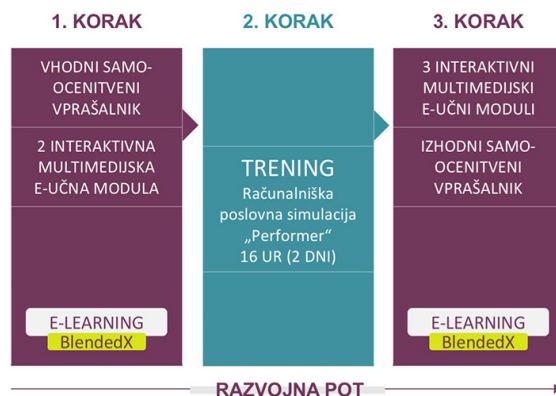 1. KORAK
VHODNI SAMO-
OCENITVENI
VPRAŠALNIK
2 INTERAKTIVNA
MULTIMEDIJSKA
E-UČNA MODULA
E-LEARNING
BlendedX
2. KORAK
TRENING
Računalniška
poslovna simulacija
„Performer“
16 UR (2 DNI)
3. KORAK
3 INTERAKTIVNI
MULTIMEDIJSKI
E-UČNI MODULI
IZHODNI SAMO-
OCENITVENI
VPRAŠALNIK
E-LEARNING
BlendedX
RAZVOJNA POT